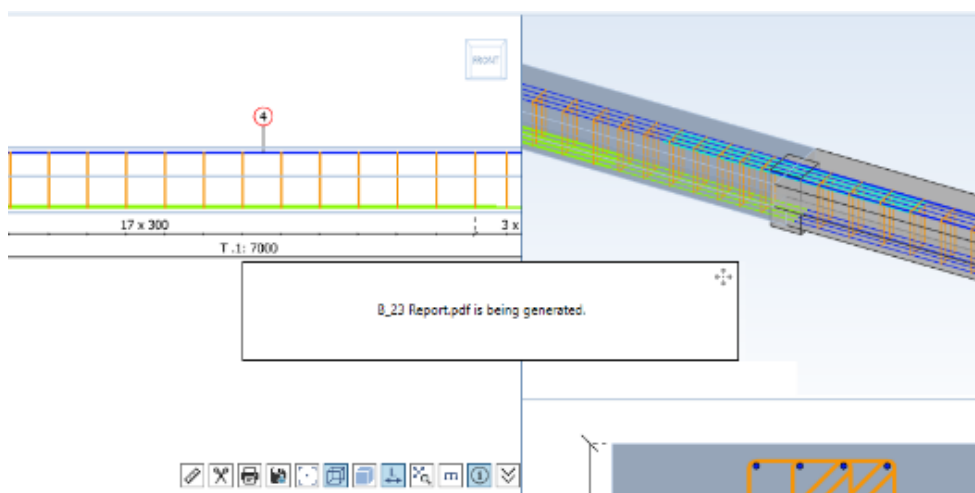 FRONT
4
17 x 300
3 x
T .1: 7000
B_23 Report.pdf is being generated.
m